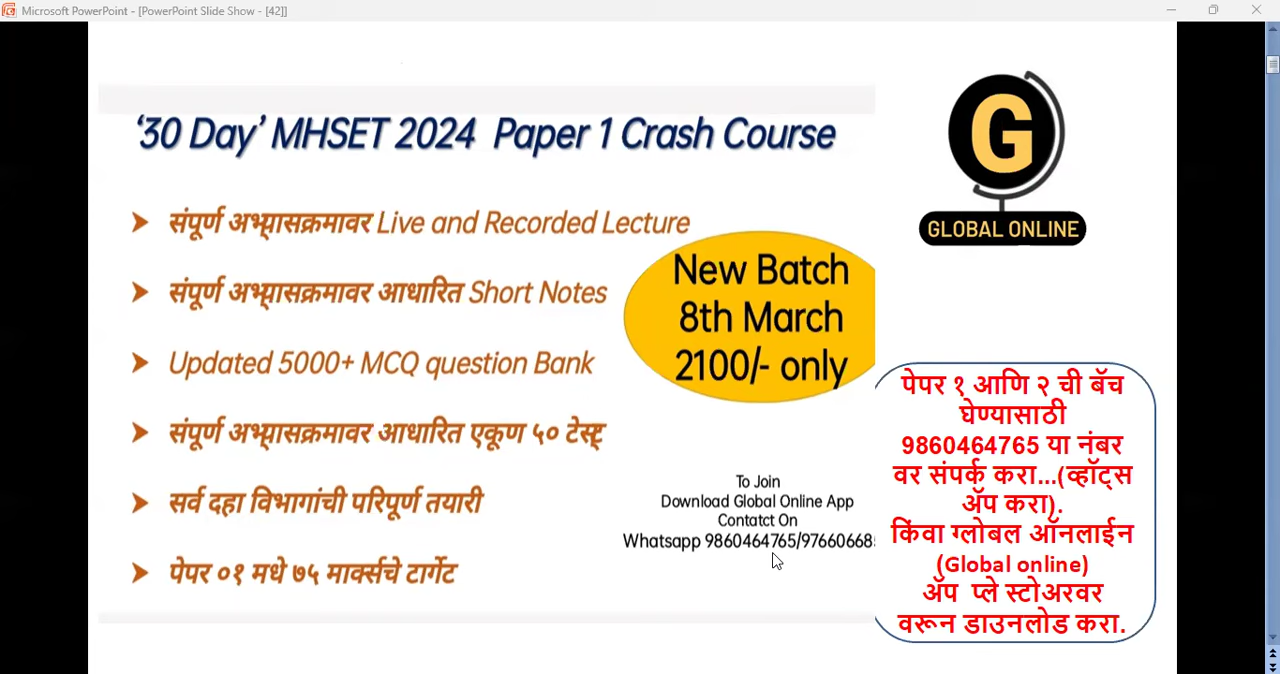 Microsoft PowerPoint - [PowerPoint Slide Show - [42]]
'30 Day' MHSET 2024 Paper 1 Crash Course
संपूर्ण अभ्यासक्रमावर Live and Recorded Lecture
संपूर्ण अभ्यासक्रमावर आधारित Short Notes
Updated 5000+ MCQ question Bank
संपूर्ण अभ्यासक्रमावर आधारित एकूण ५० टेस्ट्
सर्व दहा विभागांची परिपूर्ण तयारी
पेपर ०१ मधे ७५ मार्क्सचे टार्गेट
New Batch
8th March
2100/- only
To Join
Download Global Online App
Contatct On
Whatsapp 9860464765/97660668
G
GLOBAL ONLINE
पेपर १ आणि २ ची बॅच
घेण्यासाठी
9860464765 या नंबर
वर संपर्क करा...(व्हॉट्स
ॲप करा).
किंवा ग्लोबल ऑनलाईन
(Global online)
ॲप प्ले स्टोअरवर
वरून डाउनलोड करा.